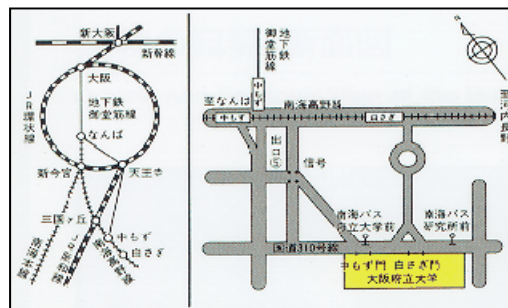 新大阪
新幹線
大阪
JR環状線
地下鉄
御堂筋線
なんば
新今宮
天王寺
三国ヶ丘
中もず
白さぎ
地下鉄
御堂筋線
中もず
至なんば
南海高野線
中もず
白さぎ
至河内長野
出口⑤
信号
南海バス
府立大学前
南海バス
研究所前
国道310号線
中もず門 白さぎ門
大阪府立大学